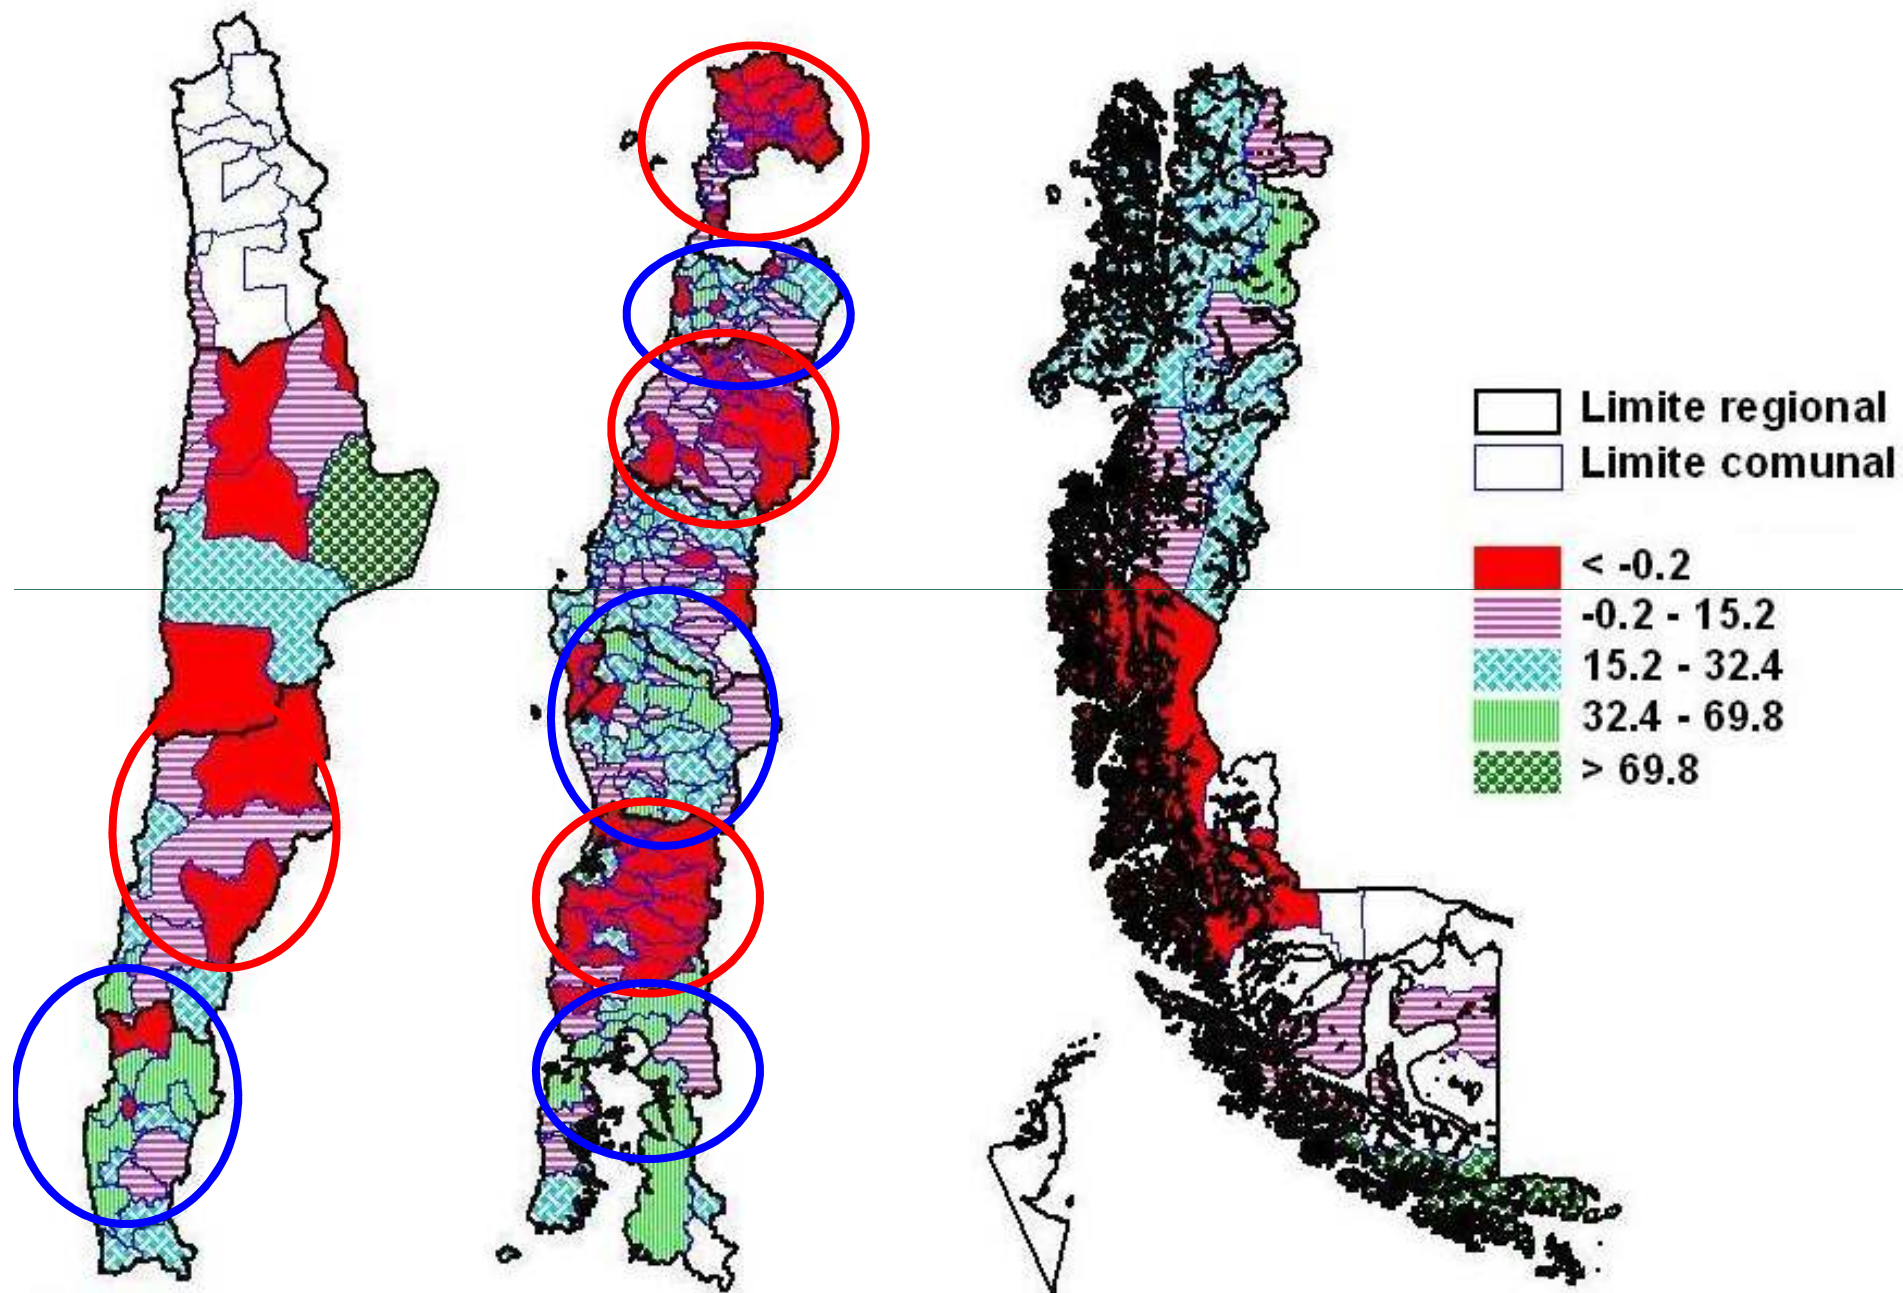 Limite regional
Limite comunal
< -0.2
-0.2 - 15.2
15.2 - 32.4
32.4 - 69.8
> 69.8